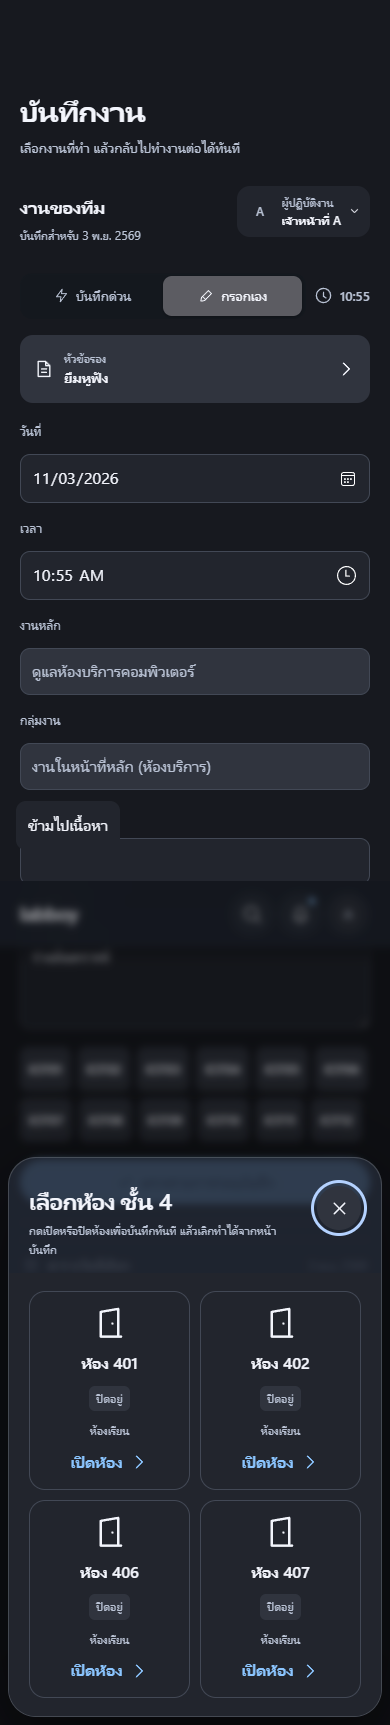 บันทึกงาน
เลือกงานที่ทำ แล้วกลับไปทำงานต่อได้ทันที
งานของทีม
บันทึกสำหรับ 3 พ.ย. 2569
A
ผู้ปฏิบัติงาน
เจ้าหน้าที่ A
บันทึกด่วน
กรอกเอง
10:55
หัวข้อรอง
ยืมหูฟัง
วันที่
11/03/2026
เวลา
10:55 AM
งานหลัก
ดูแลห้องบริการคอมพิวเตอร์
กลุ่มงาน
งานในหน้าที่หลัก (ห้องบริการ)
ข้ามไปเนื้อหา
เลือกห้อง ชั้น 4
กดเปิดหรือปิดห้องเพื่อบันทึกทันที แล้วเลิกทำได้จากหน้า
บันทึก
ห้อง 401
ปิดอยู่
ห้องเรียน
เปิดห้อง
ห้อง 402
ปิดอยู่
ห้องเรียน
เปิดห้อง
ห้อง 406
ปิดอยู่
ห้องเรียน
เปิดห้อง
ห้อง 407
ปิดอยู่
ห้องเรียน
เปิดห้อง